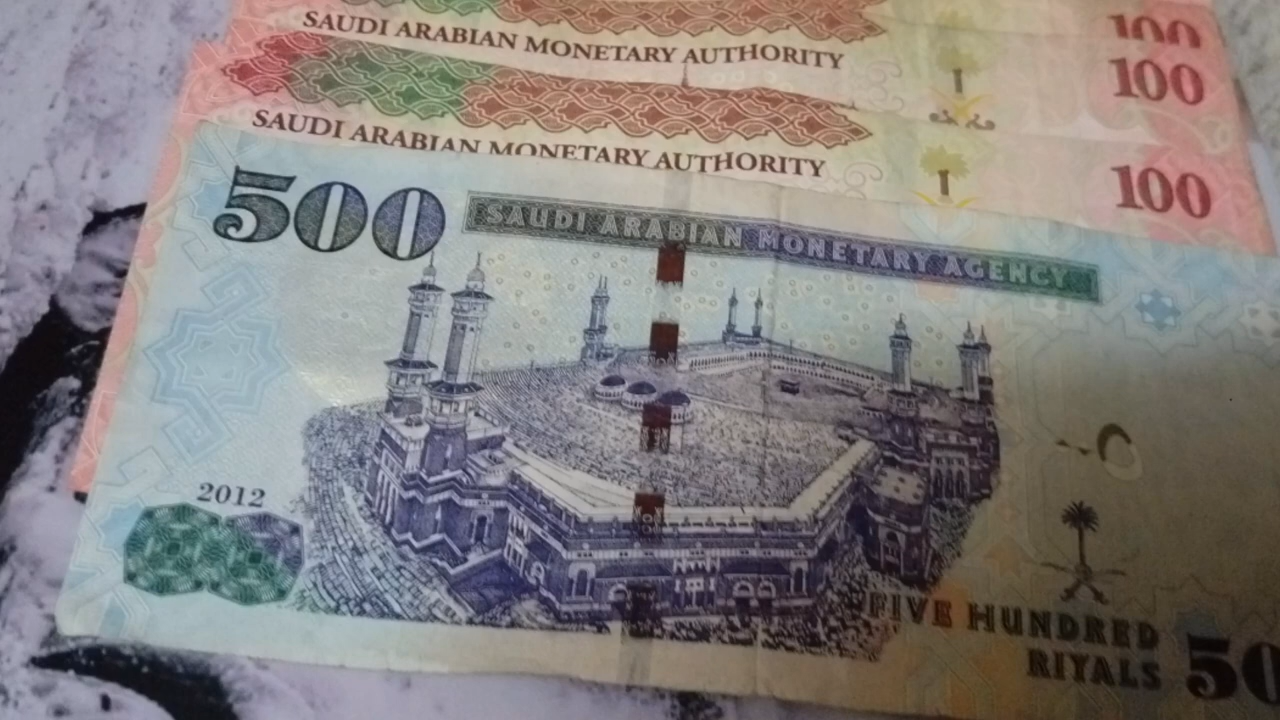 SAUDI ARABIAN MONETARY AUTHORITY
100
100
SAUDI ARABIAN MONETARY AUTHORITY
100
500
SAUDI ARABIAN MONETARY AGENCY
2012
FIVE HUNDRED
RIYALS
50